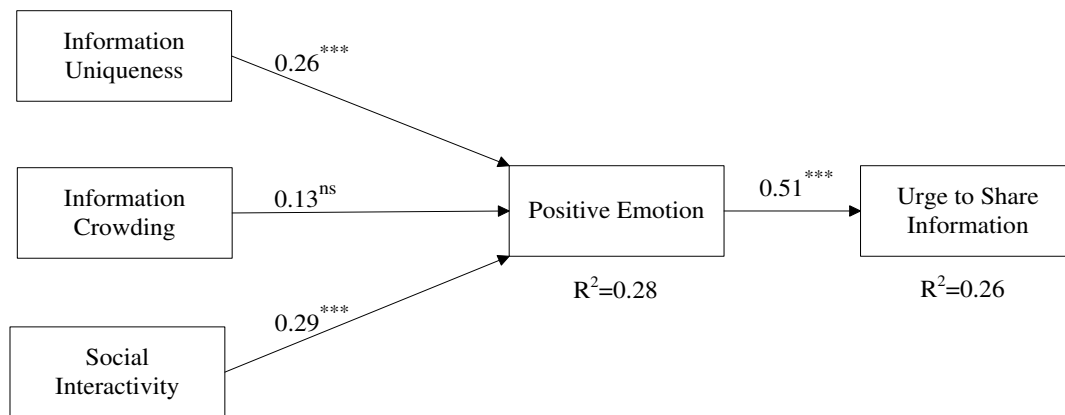 Information
Uniqueness
0.26***
Information
Crowding
0.13ns
Positive Emotion
R2=0.28
0.51***
Urge to Share
Information
R2=0.26
0.29***
Social
Interactivity